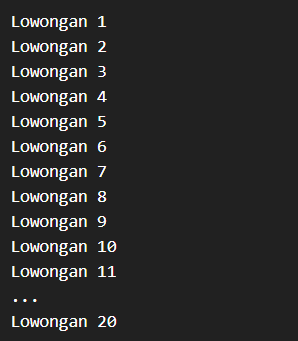 Lowongan 1
Lowongan 2
Lowongan 3
Lowongan 4
Lowongan 5
Lowongan 6
Lowongan 7
Lowongan 8
Lowongan 9
Lowongan 10
Lowongan 11
...
Lowongan 20